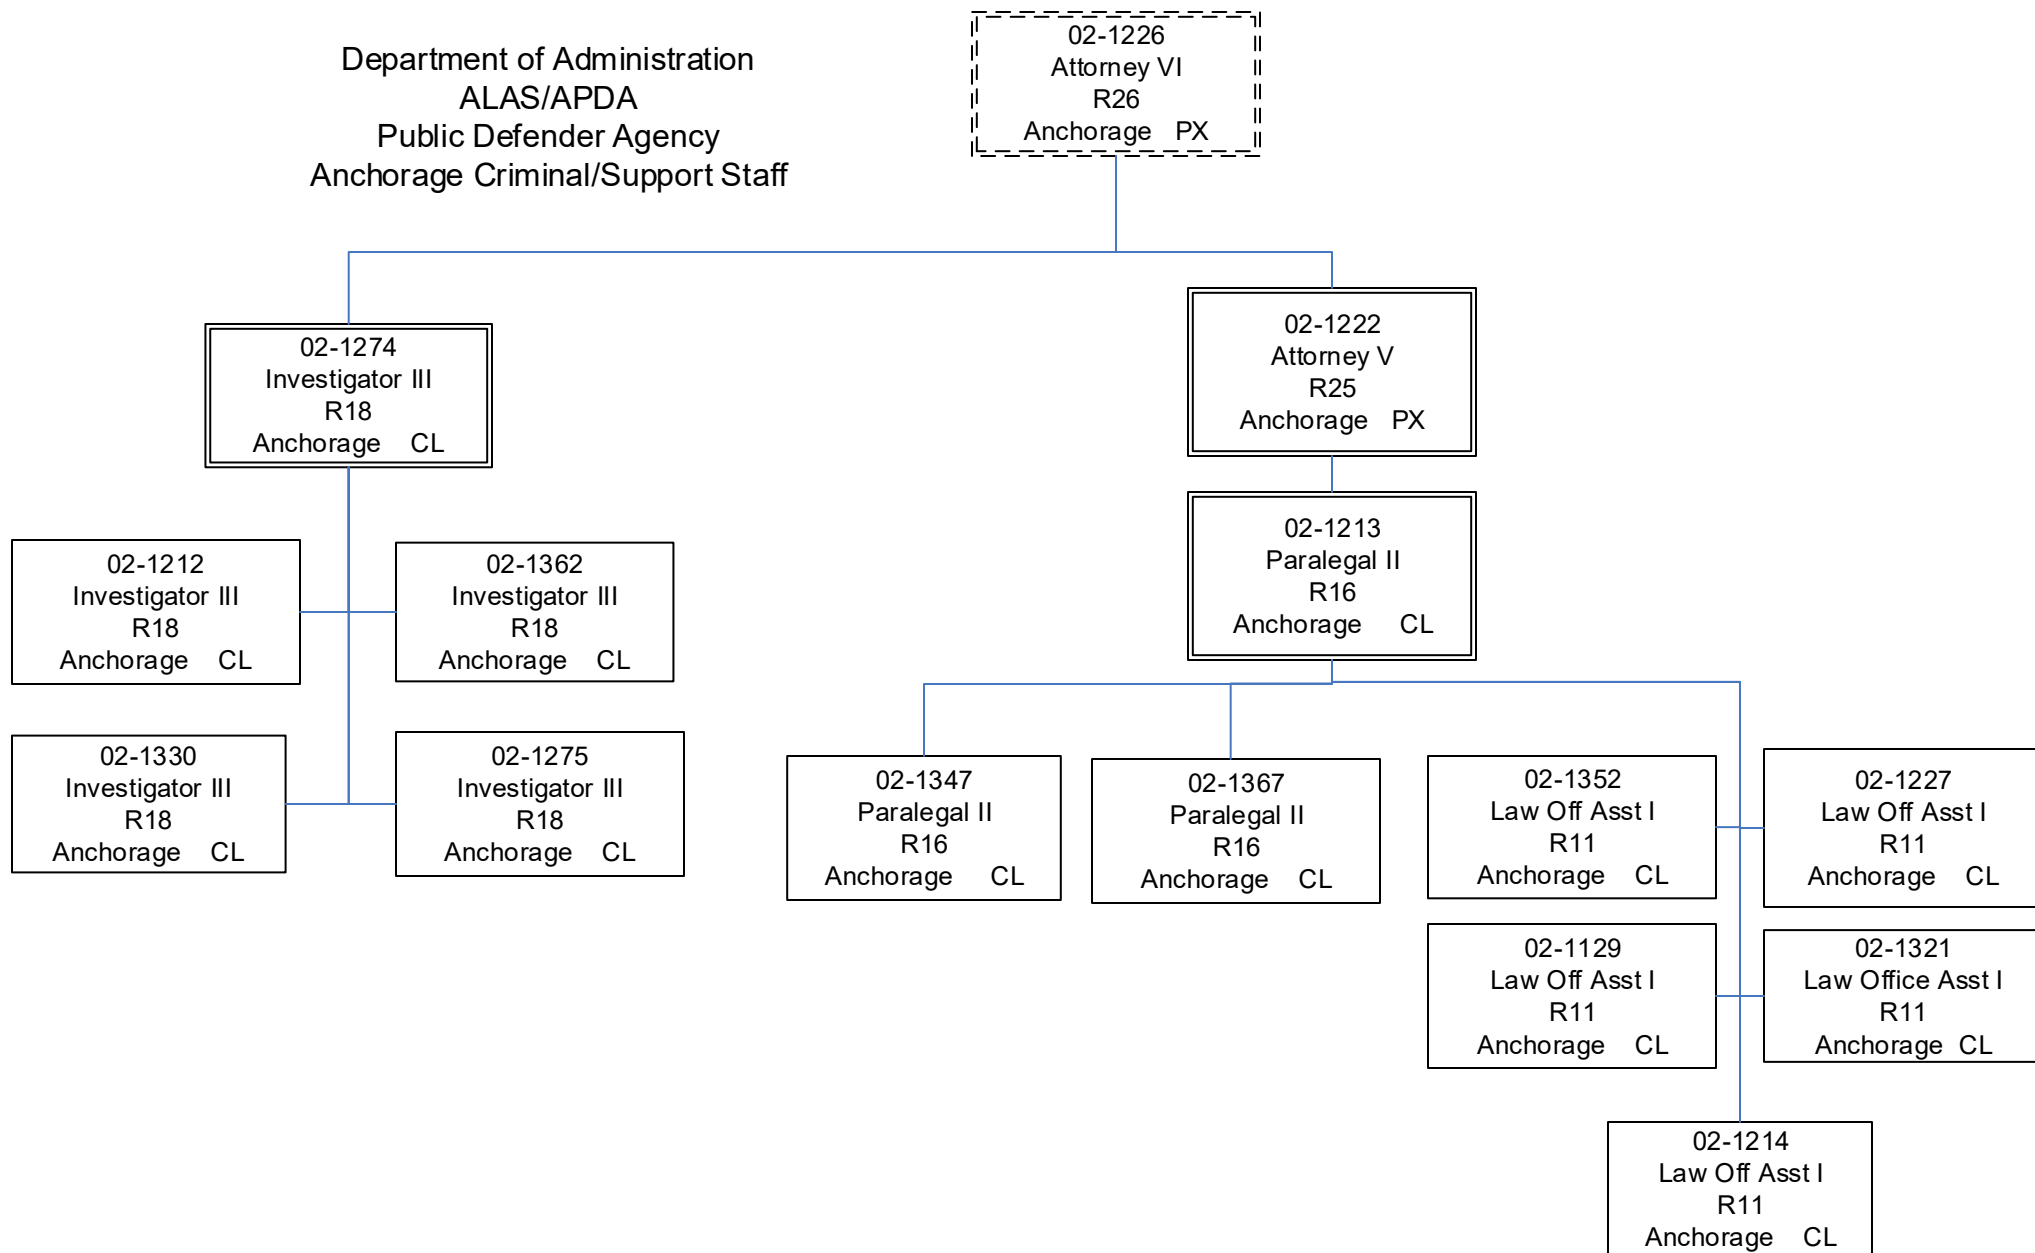 Department of Administration
ALAS/APDA
Public Defender Agency
Anchorage Criminal/Support Staff
02-1226
Attorney VI
R26
Anchorage PX
02-1274
Investigator III
R18
Anchorage CL
02-1222
Attorney V
R25
Anchorage PX
02-1213
Paralegal II
R16
Anchorage CL
02-1212
Investigator III
R18
Anchorage CL
02-1362
Investigator III
R18
Anchorage CL
02-1330
Investigator III
R18
Anchorage CL
02-1275
Investigator III
R18
Anchorage CL
02-1347
Paralegal II
R16
Anchorage CL
02-1367
Paralegal II
R16
Anchorage CL
02-1352
Law Off Asst I
R11
Anchorage CL
02-1227
Law Off Asst I
R11
Anchorage CL
02-1129
Law Off Asst I
R11
Anchorage CL
02-1321
Law Office Asst I
R11
Anchorage CL
02-1214
Law Off Asst I
R11
Anchorage CL